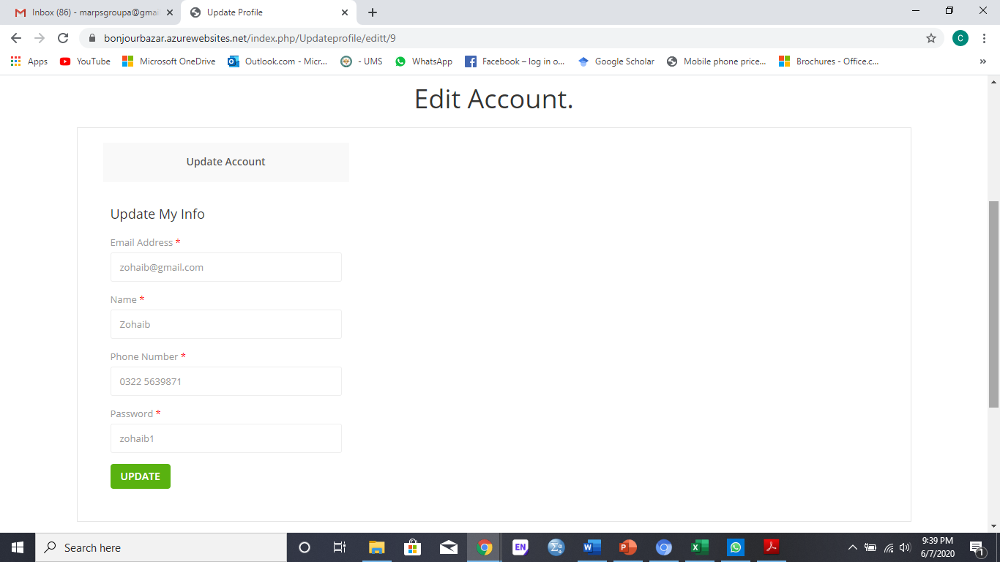 Inbox (86) - marpsgroupa@gmai
Update Profile
bonjourbazar.azurewebsites.net/index.php/Updateprofile/editt/9
C
Apps
YouTube
Microsoft OneDrive
Outlook.com - Micr...
- UMS
WhatsApp
Facebook – log in o...
Google Scholar
Mobile phone price...
Brochures - Office.c...
»
Edit Account.
Update Account
Update My Info
Email Address *
zohaib@gmail.com
Name *
Zohaib
Phone Number *
0322 5639871
Password *
zohaib1
UPDATE
Search here
EN
9:39 PM
6/7/2020
1